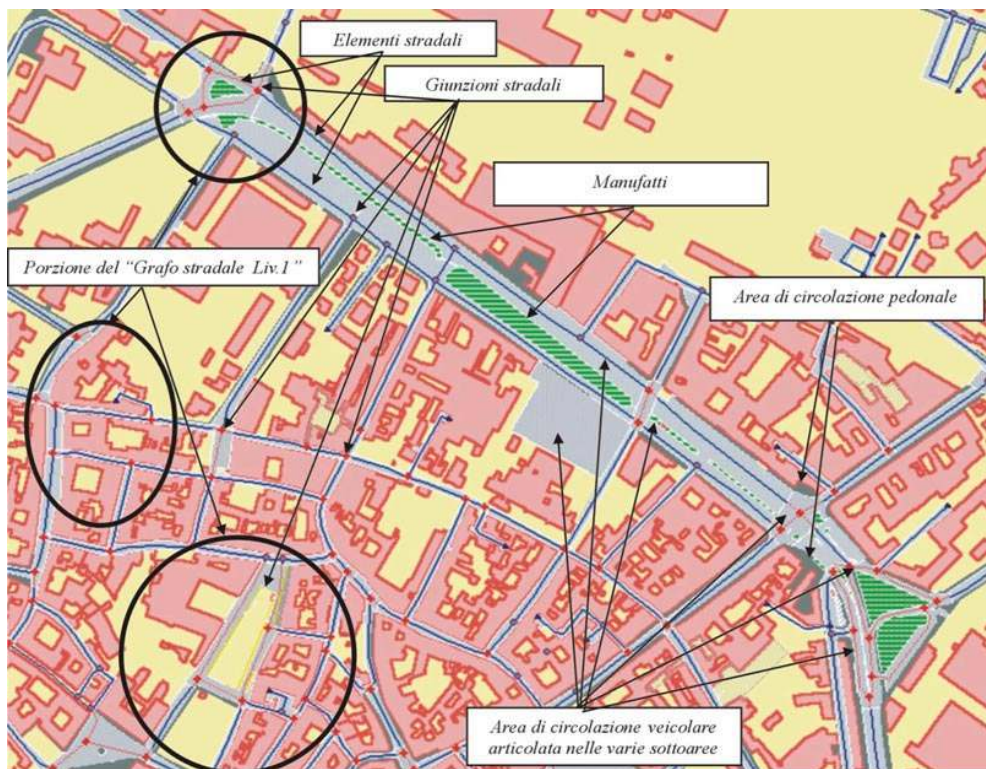 Elementi stradali
Giunzioni stradali
Manufatti
Porzione del “Grafo stradale Liv.1”
Area di circolazione pedonale
Area di circolazione veicolare
articolata nelle varie sottoaree